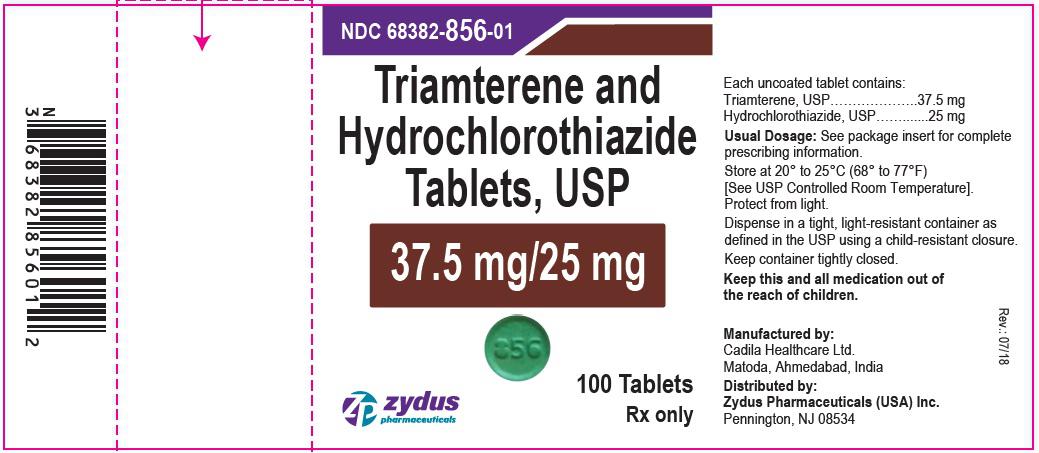 NDC 68382-856-01
Triamterene and
Hydrochlorothiazide
Tablets, USP
37.5 mg/25 mg
856
100 Tablets
Rx only
zydus
pharmaceuticals
N
3 68382 85601 2
Each uncoated tablet contains:
Triamterene, USP....................37.5 mg
Hydrochlorothiazide, USP............25 mg
Usual Dosage: See package insert for complete
prescribing information.
Store at 20° to 25°C (68° to 77°F)
[See USP Controlled Room Temperature].
Protect from light.
Dispense in a tight, light-resistant container as
defined in the USP using a child-resistant closure.
Keep container tightly closed.
Keep this and all medication out of
the reach of children.
Manufactured by:
Cadila Healthcare Ltd.
Matoda, Ahmedabad, India
Distributed by:
Zydus Pharmaceuticals (USA) Inc.
Pennington, NJ 08534
Rev.: 07/18